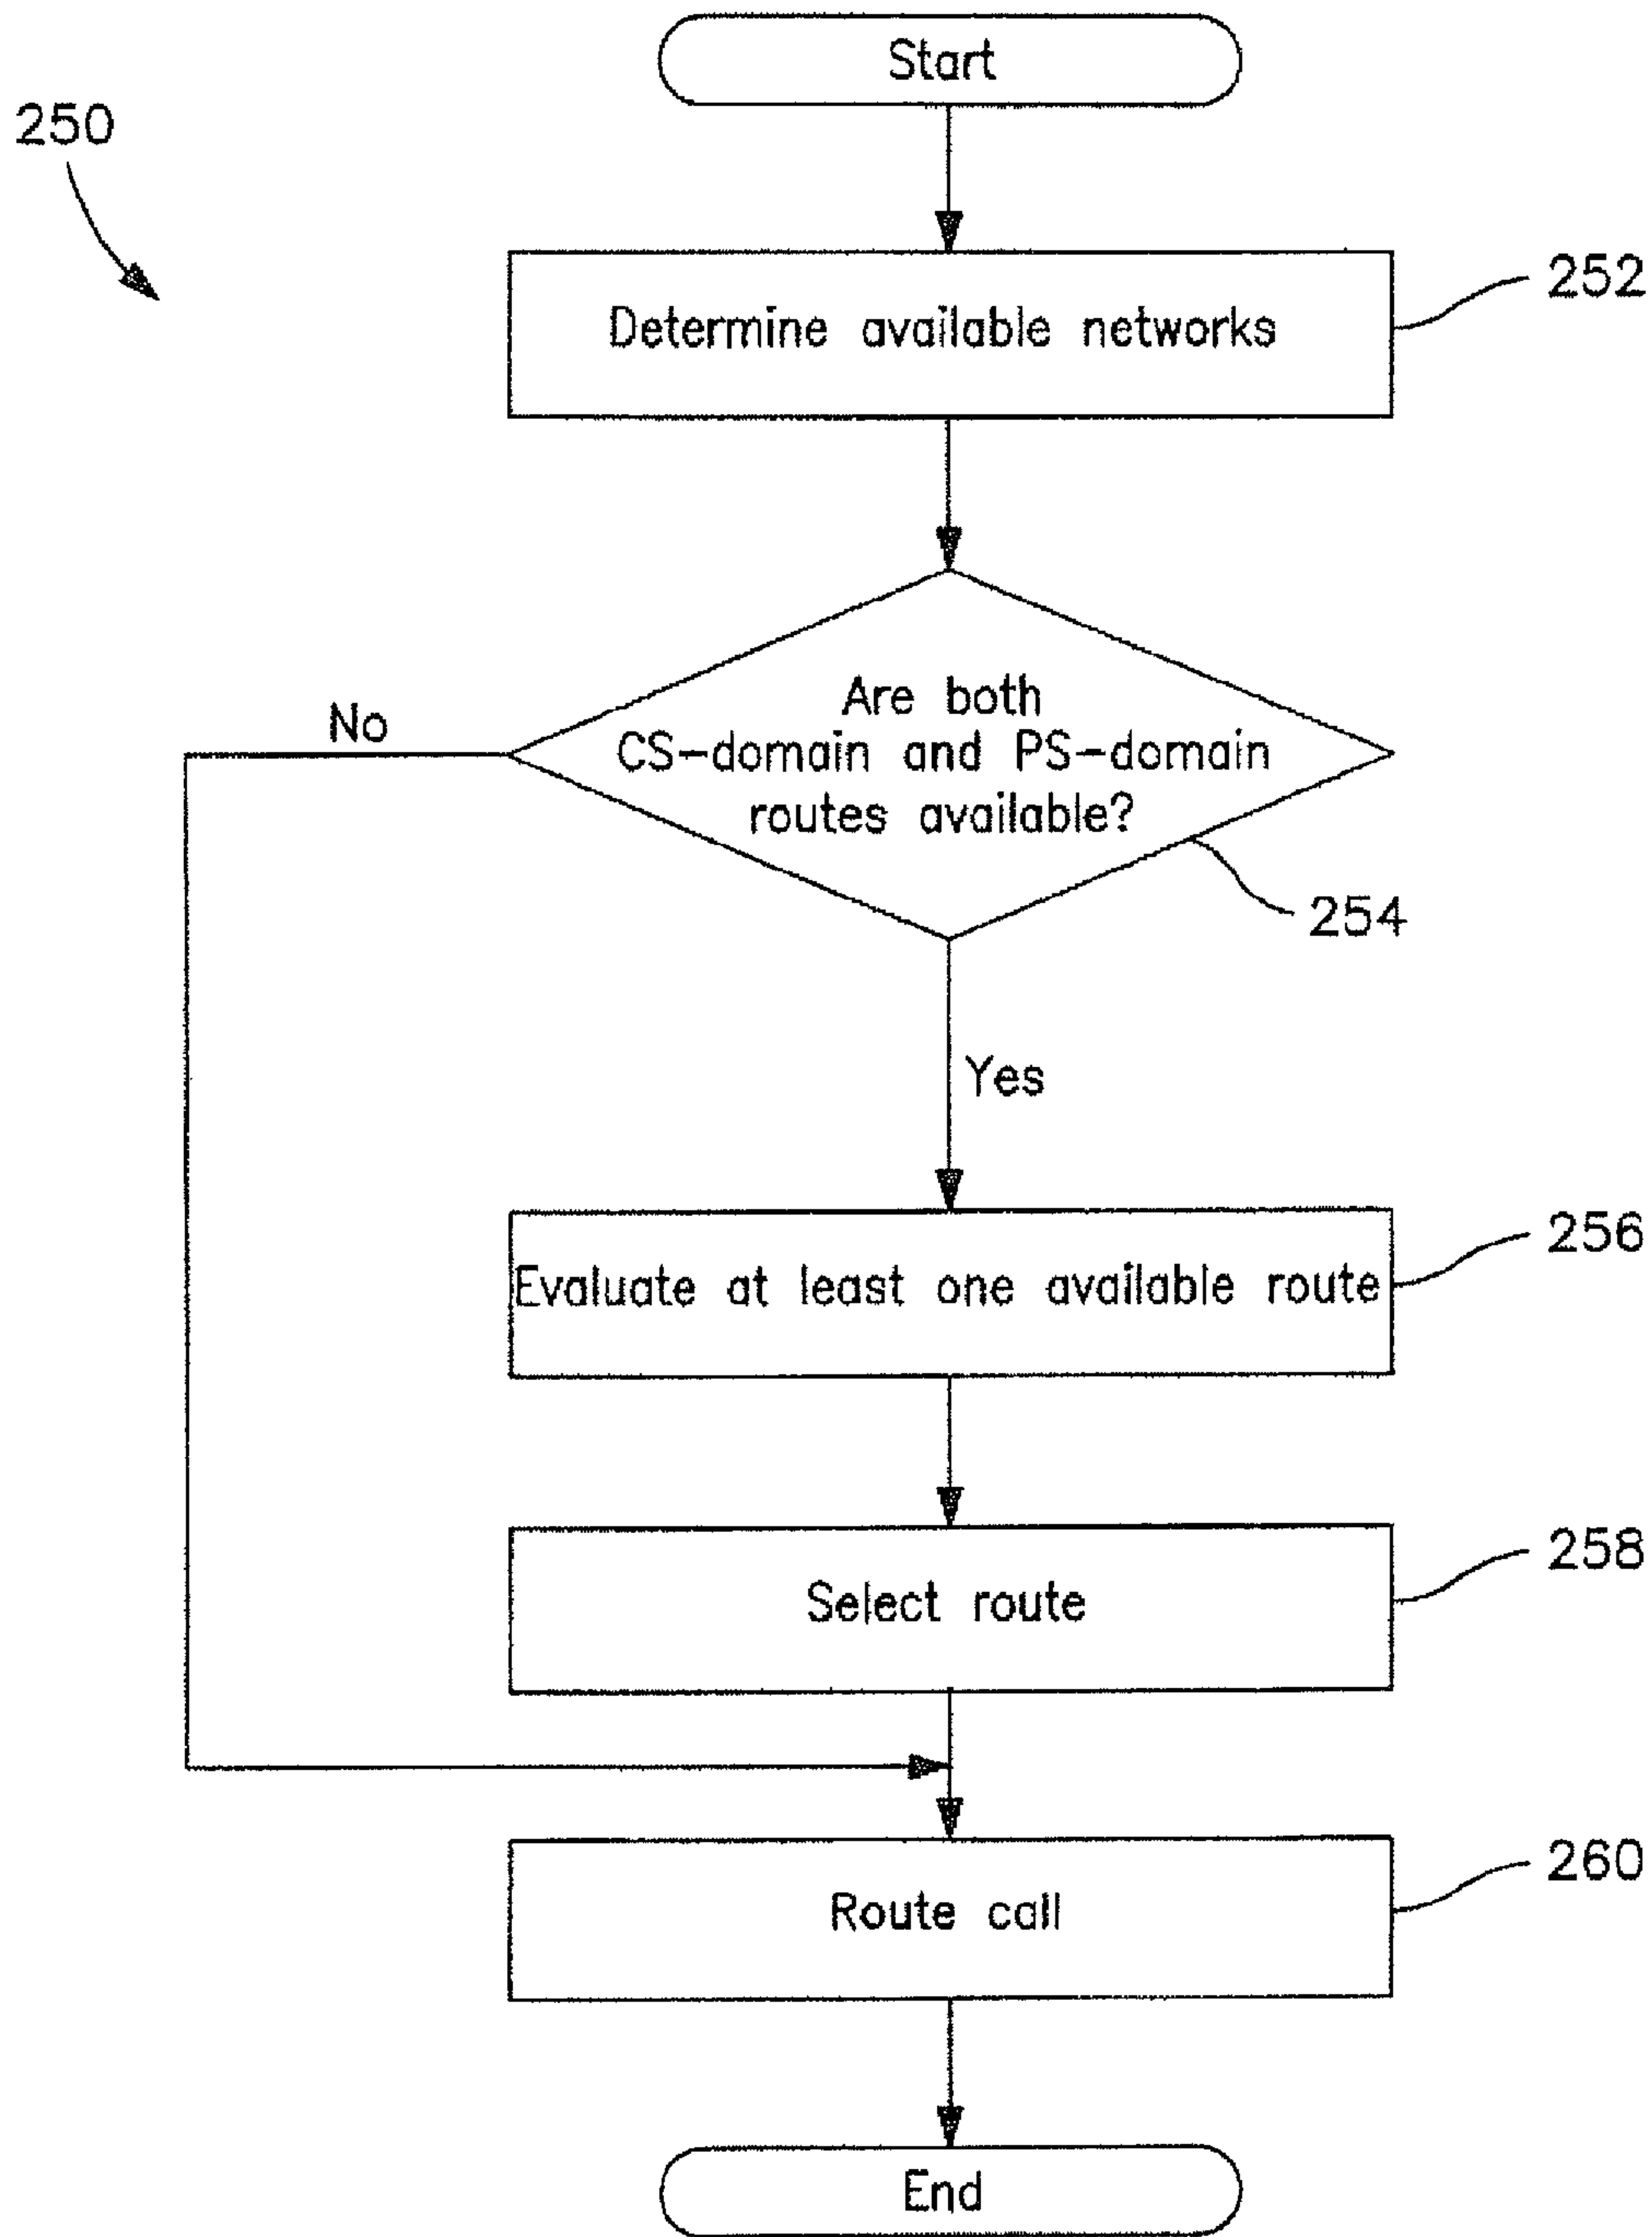 Start
250
252
Determine available networks
No
Are both
CS-domain and PS-domain
routes available?
254
Yes
256
Evaluate at least one available route
258
Select route
260
Route call
End